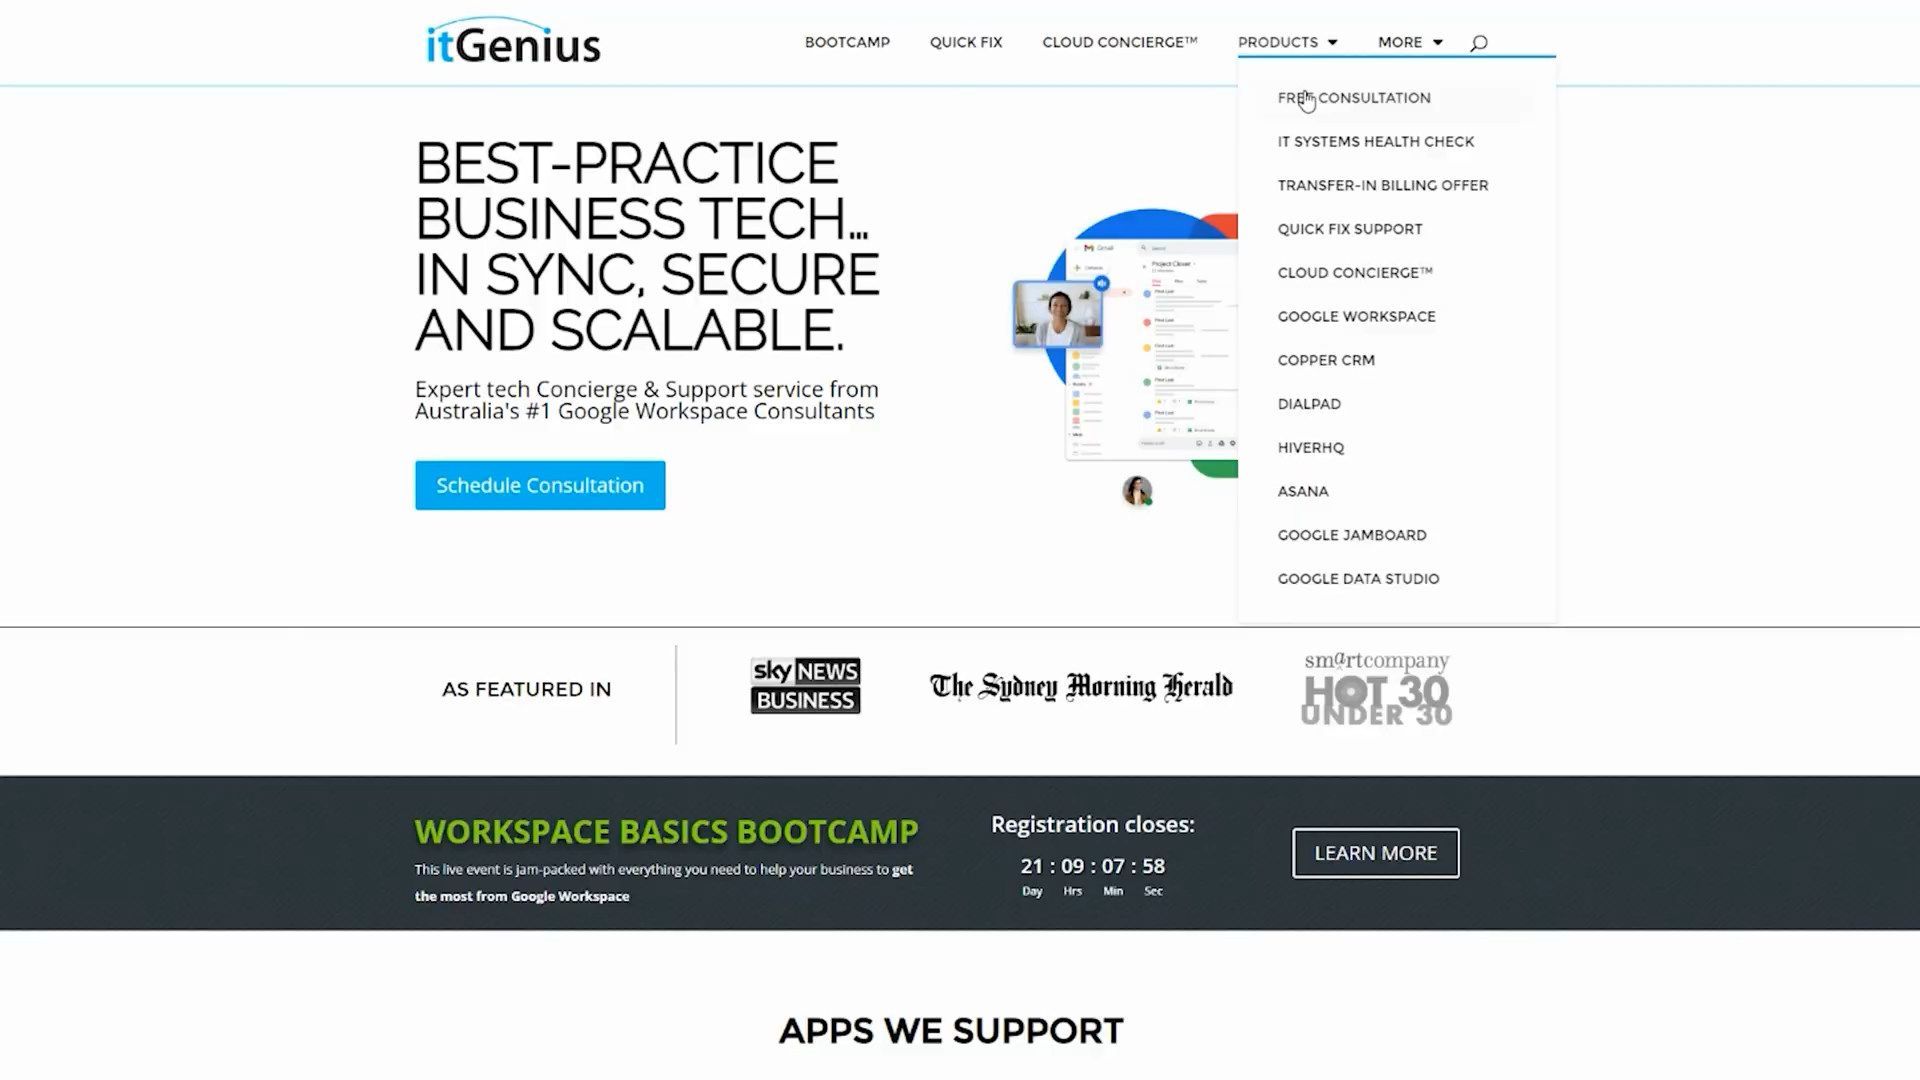 itGenius
BOOTCAMP
QUICK FIX
CLOUD CONCIERGE™
PRODUCTS
MORE
FREE CONSULTATION
IT SYSTEMS HEALTH CHECK
TRANSFER-IN BILLING OFFER
QUICK FIX SUPPORT
CLOUD CONCIERGE™
GOOGLE WORKSPACE
COPPER CRM
DIALPAD
HIVERHQ
ASANA
GOOGLE JAMBOARD
GOOGLE DATA STUDIO
BEST-PRACTICE
BUSINESS TECH...
IN SYNC, SECURE
AND SCALABLE.
Expert tech Concierge & Support service from
Australia's #1 Google Workspace Consultants
Schedule Consultation
Gmail
Project Clover
AS FEATURED IN
sky NEWS
BUSINESS
The Sydney Morning Herald
smartcompany
HOT 30
UNDER 30
WORKSPACE BASICS BOOTCAMP
This live event is jam-packed with everything you need to help your business to get
the most from Google Workspace
Registration closes:
21 : 09 : 07 : 58
Day Hrs Min Sec
LEARN MORE
APPS WE SUPPORT